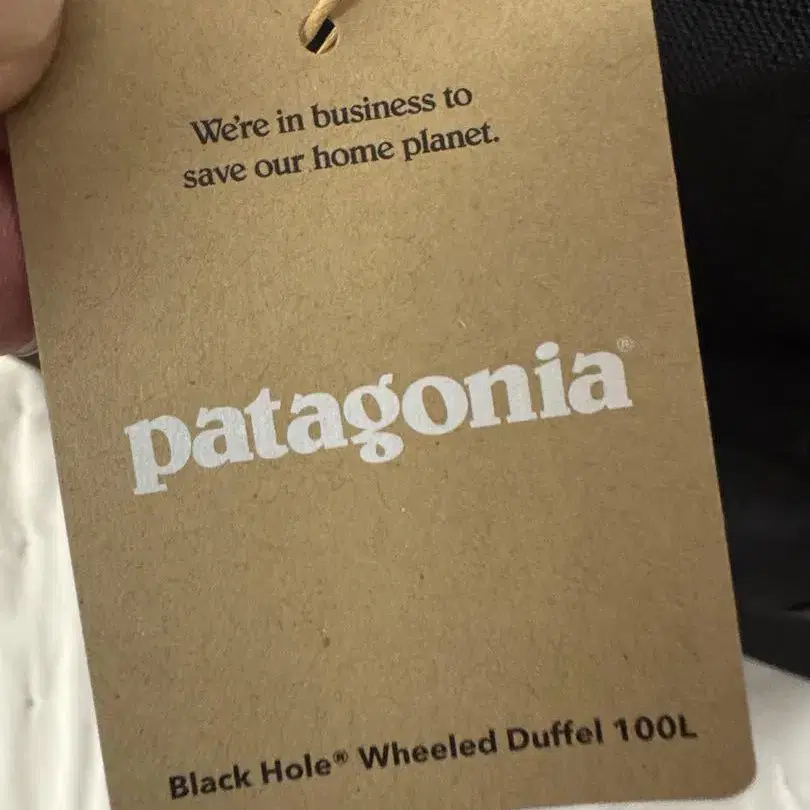 We're in business to
save our home planet.
patagonia®
Black Hole® Wheeled Duffel 100L